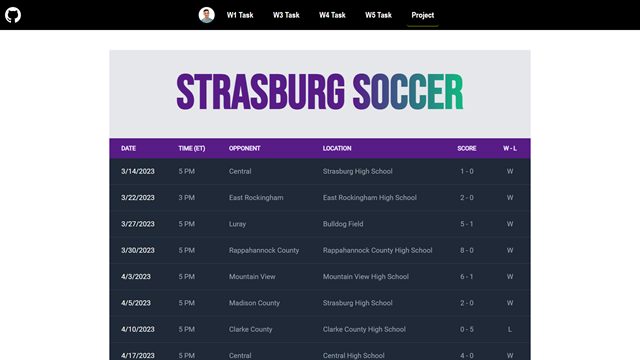 W1 Task W3 Task W4 Task W5 Task Project
STRASBURG SOCCER
DATE TIME (ET) OPPONENT LOCATION SCORE W - L
3/14/2023 5 PM Central Strasburg High School 1 - 0 W
3/22/2023 3 PM East Rockingham East Rockingham High School 2 - 0 W
3/27/2023 5 PM Luray Bulldog Field 5 - 1 W
3/30/2023 5 PM Rappahannock County Rappahannock County High School 8 - 0 W
4/3/2023 5 PM Mountain View Mountain View High School 6 - 1 W
4/5/2023 5 PM Madison County Strasburg High School 2 - 0 W
4/10/2023 5 PM Clarke County Clarke County High School 0 - 5 L
4/17/2023 5 PM Central Central High School 4 - 0 W